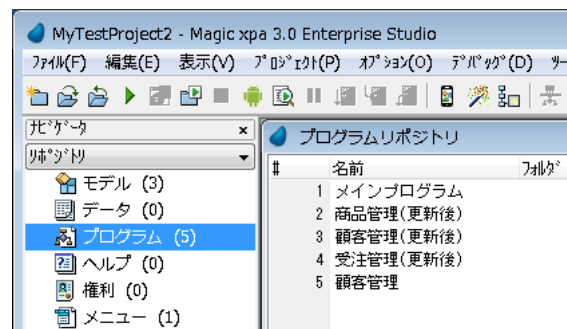 MyTestProject2 - Magic xpa 3.0 Enterprise Studio
ﾌｧｲﾙ(F) 編集(E) 表示(V) ﾌﾟﾛｼﾞｪｸﾄ(P) ｵﾌﾟｼｮﾝ(O) ﾃﾞﾊﾞｯｸﾞ(D) ﾂｰ
ﾅﾋﾞｹﾞｰﾀ
ﾘﾎﾟｼﾞﾄﾘ
モデル (3)
データ (0)
プログラム (5)
ヘルプ (0)
権利 (0)
メニュー (1)
プログラムリポジトリ
# 名前 ﾌｫﾙﾀﾞ
1 メインプログラム
2 商品管理(更新後)
3 顧客管理(更新後)
4 受注管理(更新後)
5 顧客管理